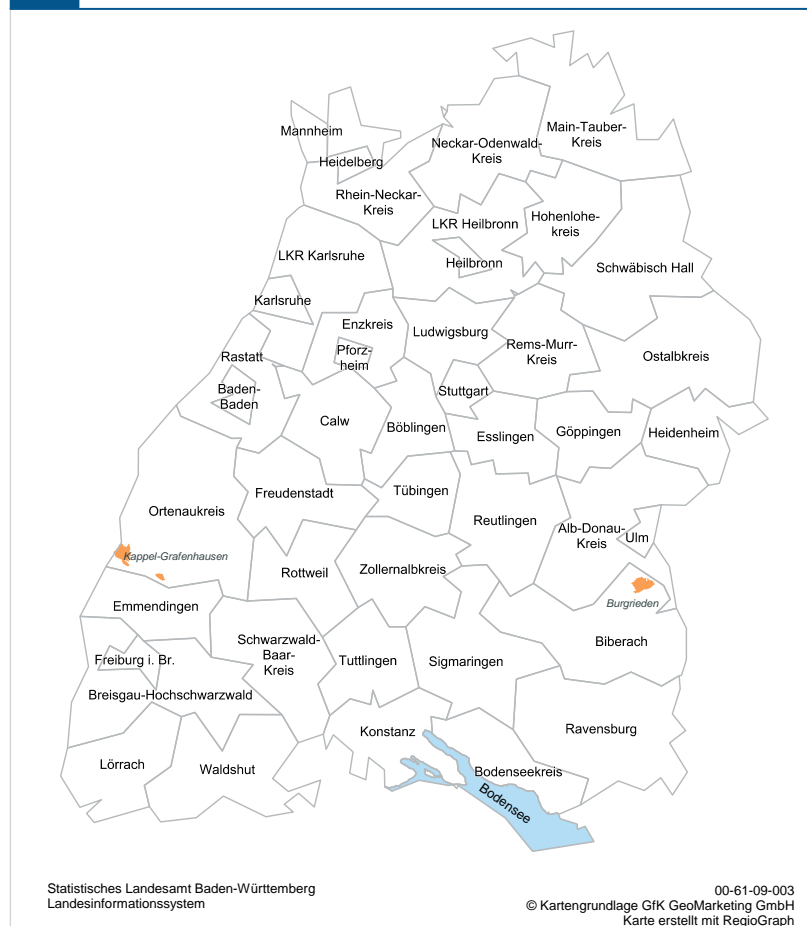 Main-Tauber-
Kreis
Mannheim
Neckar-Odenwald-
Kreis
Heidelberg
Rhein-Neckar-
Kreis
LKR Heilbronn
Hohenlohe-
kreis
LKR Karlsruhe
Heilbronn
Schwäbisch Hall
Karlsruhe
Enzkreis
Ludwigsburg
Rems-Murr-
Kreis
Rastatt
Pforz-
heim
Ostalbkreis
Baden-
Baden
Stuttgart
Calw
Böblingen
Esslingen
Göppingen
Heidenheim
Freudenstadt
Tübingen
Ortenaukreis
Reutlingen
Alb-Donau-
Kreis
Ulm
Kappel-Grafenhausen
Rottweil
Zollernalbkreis
Emmendingen
Burgrieden
Schwarzwald-
Baar-
Kreis
Biberach
Freiburg i. Br.
Tuttlingen
Sigmaringen
Breisgau-Hochschwarzwald
Konstanz
Ravensburg
Lörrach
Waldshut
Bodenseekreis
Bodensee
Statistisches Landesamt Baden-Württemberg
Landesinformationssystem
00-61-09-003
© Kartengrundlage GfK GeoMarketing GmbH
Karte erstellt mit RegioGraph